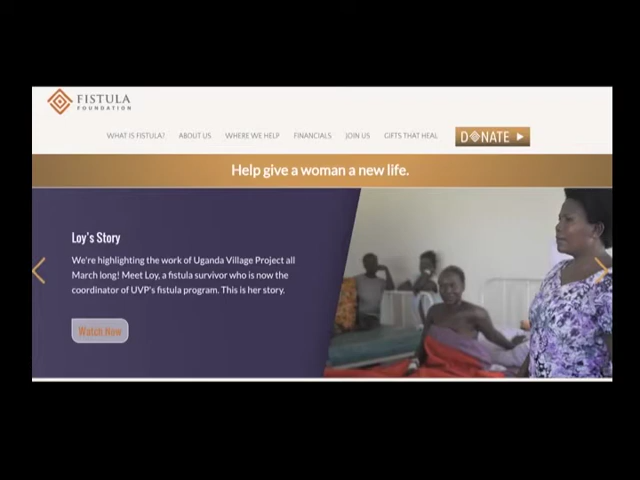 FISTULA
FOUNDATION
WHAT IS FISTULA? ABOUT US WHERE WE HELP FINANCIALS JOIN US GIFTS THAT HEAL DONATE
Help give a woman a new life.
Loy's Story
We're highlighting the work of Uganda Village Project all
March long! Meet Loy, a fistula survivor who is now the
coordinator of UVP's fistula program. This is her story.
Watch Now